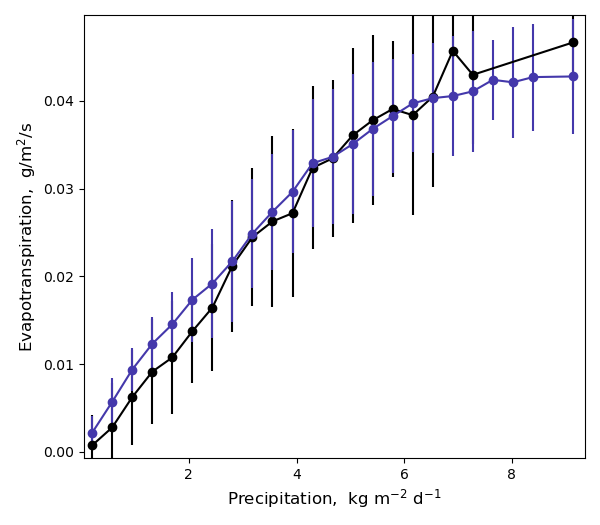 Evapotranspiration, g/m²/s
0.04
0.03
0.02
0.01
0.00
2 4 6 8
Precipitation, kg m⁻² d⁻¹